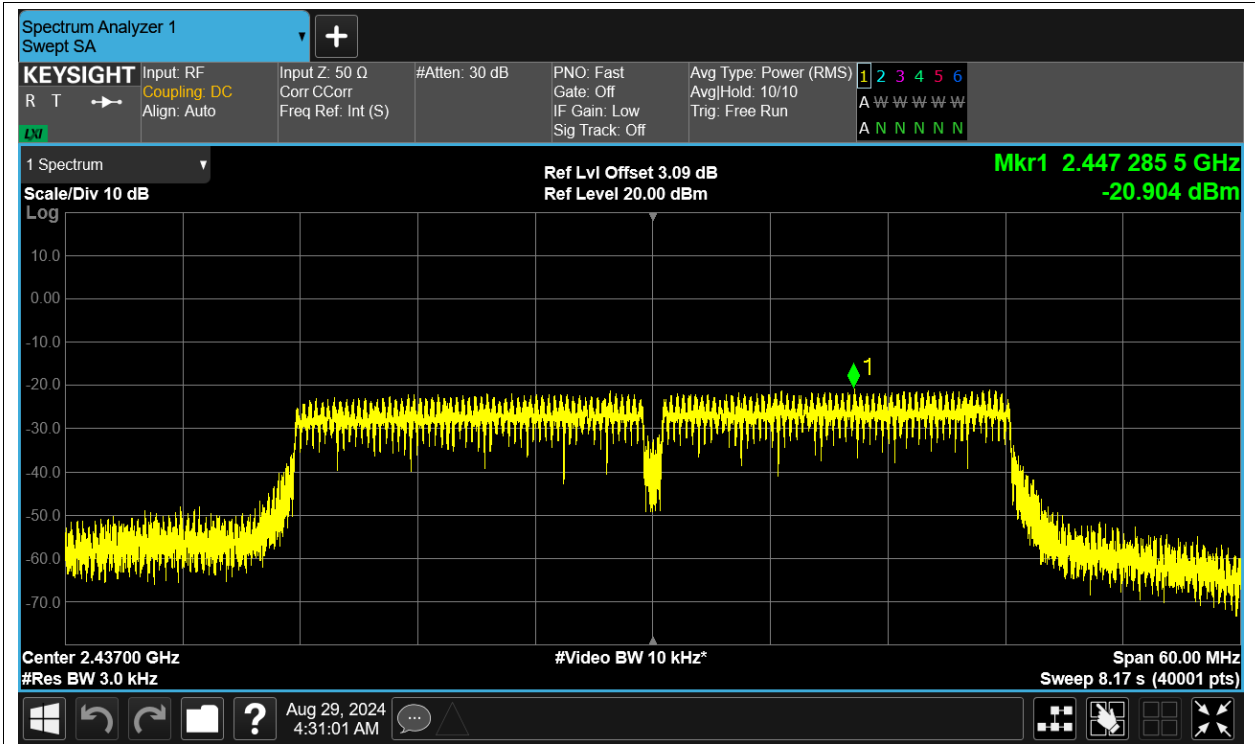 Spectrum Analyzer 1
Swept SA
KEYSIGHT
R T
LXI
Input: RF
Coupling: DC
Align: Auto
Input Z: 50 Ω
Corr CCorr
Freq Ref: Int (S)
#Atten: 30 dB
PNO: Fast
Gate: Off
IF Gain: Low
Sig Track: Off
Avg Type: Power (RMS)
Avg|Hold: 10/10
Trig: Free Run
1 2 3 4 5 6
A W W W W W
A N N N N N
1 Spectrum
Scale/Div 10 dB
Log
Ref Lvl Offset 3.09 dB
Ref Level 20.00 dBm
Mkr1 2.447 285 5 GHz
-20.904 dBm
10.0
0.00
-10.0
-20.0
-30.0
-40.0
-50.0
-60.0
-70.0
1
Center 2.43700 GHz
#Res BW 3.0 kHz
#Video BW 10 kHz*
Span 60.00 MHz
Sweep 8.17 s (40001 pts)
?
Aug 29, 2024
4:31:01 AM